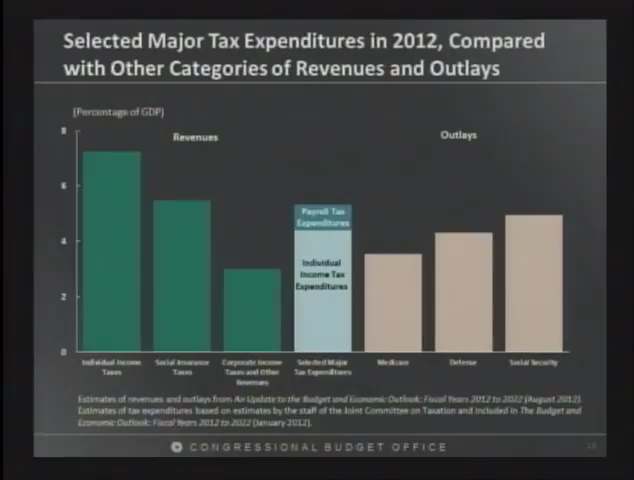 Selected Major Tax Expenditures in 2012, Compared
with Other Categories of Revenues and Outlays
(Percentage of GDP)
Revenues
Outlays
8
6
4
2
0
Payroll Tax
Expenditures
Individual
Income Tax
Expenditures
Individual Income
Taxes
Social Insurance
Taxes
Corporate Income
Taxes and Other
Revenues
Selected Major
Tax Expenditures
Medicare
Defense
Social Security
Estimates of revenues and outlays from An Update to the Budget and Economic Outlook: Fiscal Years 2012 to 2022 (August 2012).
Estimates of tax expenditures based on estimates by the staff of the Joint Committee on Taxation and included in The Budget and
Economic Outlook: Fiscal Years 2012 to 2022 (January 2012).
CONGRESSIONAL BUDGET OFFICE